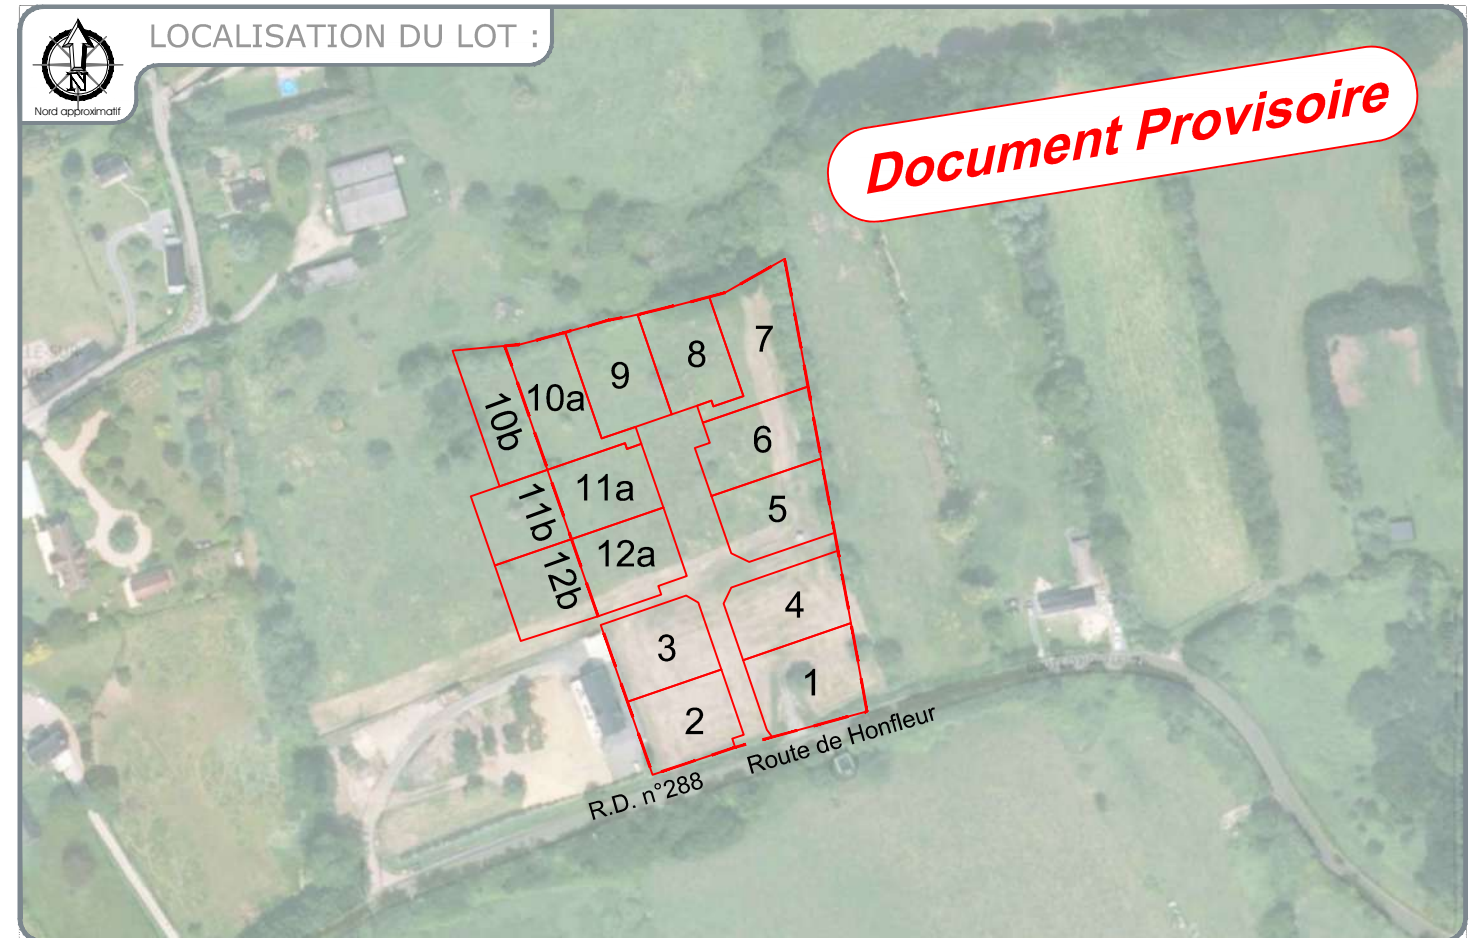 LOCALISATION DU LOT :
N
Nord approximatif
Document Provisoire
7
8
9
10a
10b
6
11a
11b
5
12a
12b
4
3
1
2
Route de Honfleur
R.D. n°288